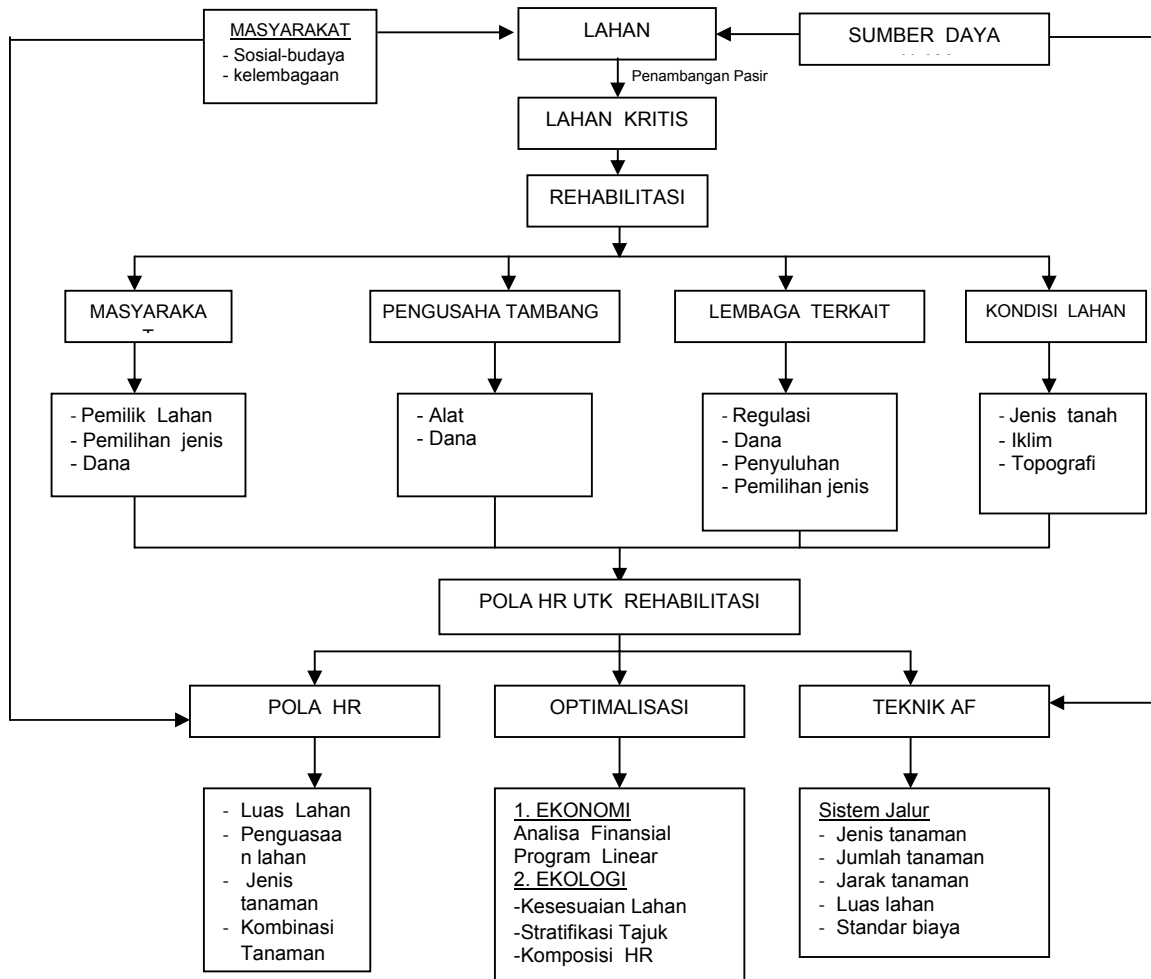 MASYARAKAT
- Sosial-budaya
- kelembagaan
LAHAN
SUMBER DAYA
Penambangan Pasir
LAHAN KRITIS
REHABILITASI
MASYARAKA
PENGUSAHA TAMBANG
LEMBAGA TERKAIT
KONDISI LAHAN
- Pemilik Lahan
- Pemilihan jenis
- Dana
- Alat
- Dana
- Regulasi
- Dana
- Penyuluhan
- Pemilihan jenis
- Jenis tanah
- Iklim
- Topografi
POLA HR UTK REHABILITASI
POLA HR
OPTIMALISASI
TEKNIK AF
- Luas Lahan
- Penguasaa
n lahan
- Jenis
tanaman
- Kombinasi
Tanaman
1. EKONOMI
Analisa Finansial
Program Linear
2. EKOLOGI
-Kesesuaian Lahan
-Stratifikasi Tajuk
-Komposisi HR
Sistem Jalur
- Jenis tanaman
- Jumlah tanaman
- Jarak tanaman
- Luas lahan
- Standar biaya